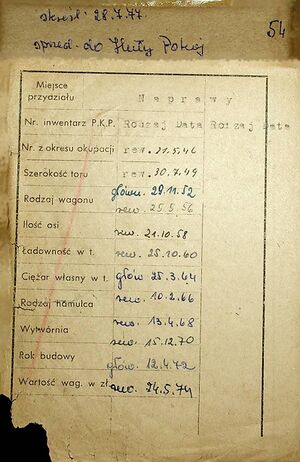 skreśl. 28.7.77.
54
sprzed. do Huty Pokój
Miejsce przydziału
Naprawy
Nr. inwentarz P.K.P. Rodzaj Data Rodzaj Data
Nr. z okresu okupacji rew. 21.5.46
Szerokość toru rew. 30.7.49
Rodzaj wagonu główn. 29.11.52
rew. 25.5.56
Ilość osi rew. 21.10.58
Ładowność w t. rew. 25.10.60
Ciężar własny w t. głów 25.3.64
Rodzaj hamulca rew. 10.2.66
Wytwórnia rew. 13.4.68
rew. 15.12.70
Rok budowy głów. 12.4.72
Wartość wag. w zł. rew. 24.5.74